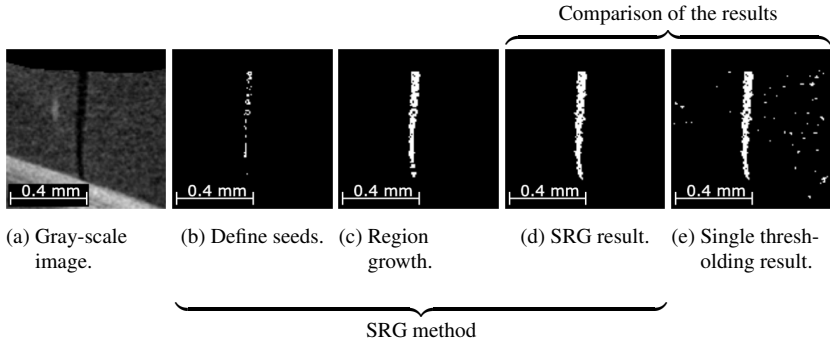 Comparison of the results
0.4 mm
0.4 mm
0.4 mm
0.4 mm
0.4 mm
(a) Gray-scale
image.
(b) Define seeds.
(c) Region
growth.
(d) SRG result.
(e) Single thresh-
olding result.
SRG method